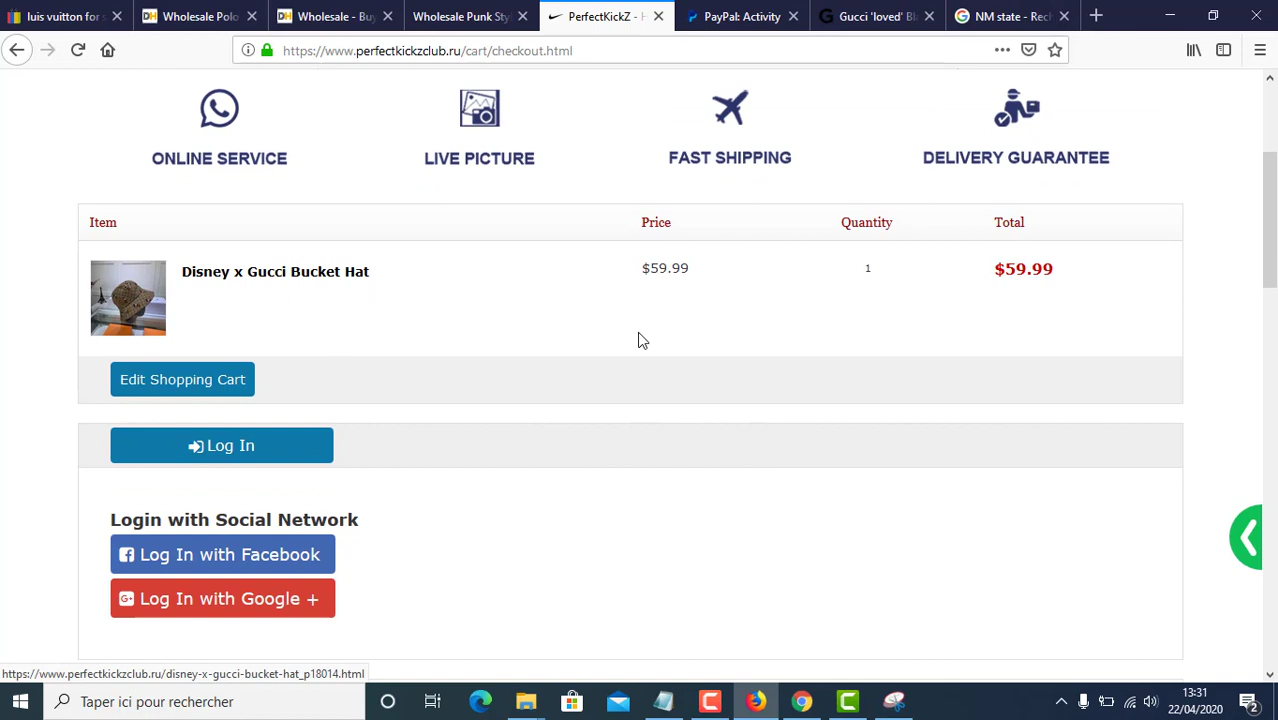 luis vuitton for s
Wholesale Polo
Wholesale - Buy
Wholesale Punk Styl
PerfectKickZ - H
PayPal: Activity
Gucci 'loved' Bl
NM state - Rech
https://www.perfectkickzclub.ru/cart/checkout.html
ONLINE SERVICE
LIVE PICTURE
FAST SHIPPING
DELIVERY GUARANTEE
Item Price Quantity Total
Disney x Gucci Bucket Hat $59.99 1 $59.99
Edit Shopping Cart
Log In
Login with Social Network
Log In with Facebook
G+ Log In with Google +
https://www.perfectkickzclub.ru/disney-x-gucci-bucket-hat_p18014.html
Taper ici pour rechercher
13:31
22/04/2020
2